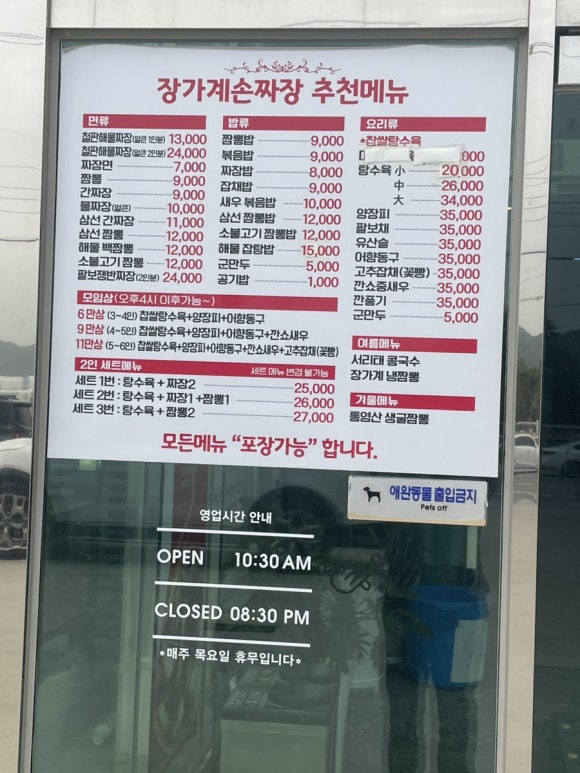 장가계손짜장 추천메뉴
면류
철판해물짜장(얼큰 1인분) 13,000
철판해물짜장(얼큰 2인분) 24,000
짜장면 7,000
짬뽕 9,000
간짜장 9,000
물짜장(얼큰) 10,000
삼선 간짜장 11,000
삼선 짬뽕 12,000
해물 백짬뽕 12,000
소불고기 짬뽕 12,000
팔보쟁반짜장(2인분) 24,000
밥류
짬뽕밥 9,000
볶음밥 9,000
짜장밥 8,000
잡채밥 9,000
새우 볶음밥 10,000
삼선 짬뽕밥 12,000
소불고기 짬뽕밥 12,000
해물 잡탕밥 15,000
군만두 5,000
공기밥 1,000
요리류
*찹쌀탕수육
000
탕수육 小 20,000
中 26,000
大 34,000
양장피 35,000
팔보채 35,000
유산슬 35,000
어향동구 35,000
고추잡채(꽃빵) 35,000
깐쇼중새우 35,000
깐풀기 35,000
군만두 5,000
모임상(오후4시 이후가능~)
6만상 (3~4인) 찹쌀탕수육+양장피+어향동구
9만상 (4~5인) 찹쌀탕수육+양장피+어향동구+깐쇼새우
11만상 (5~6인) 찹쌀탕수육+양장피+어향동구+깐쇼새우+고추잡채(꽃빵)
2인 세트메뉴 세트 메뉴 변경 불가능
세트 1번 : 탕수육 + 짜장2 25,000
세트 2번 : 탕수육 + 짜장1 +짬뽕1 26,000
세트 3번 : 탕수육 + 짬뽕2 27,000
여름메뉴
서리태 콩국수
장가계 냉짬뽕
겨울메뉴
통영산 생굴짬뽕
모든메뉴 “포장가능” 합니다.
애완동물 출입금지
Pets off
영업시간 안내
OPEN 10:30 AM
CLOSED 08:30 PM
*매주 목요일 휴무입니다*